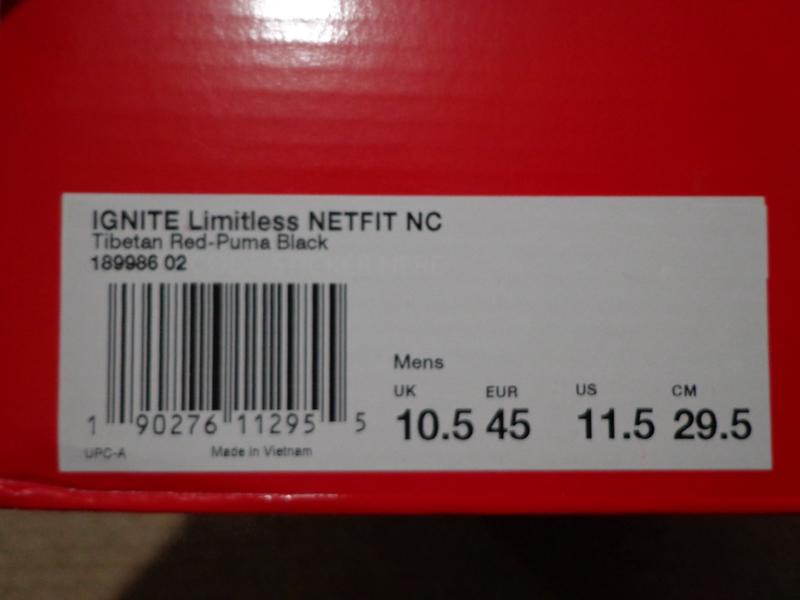 IGNITE Limitless NETFIT NC
Tibetan Red-Puma Black
189986 02
1 90276 11295 5
UPC-A
Made in Vietnam
Mens
UK EUR US CM
10.5 45 11.5 29.5